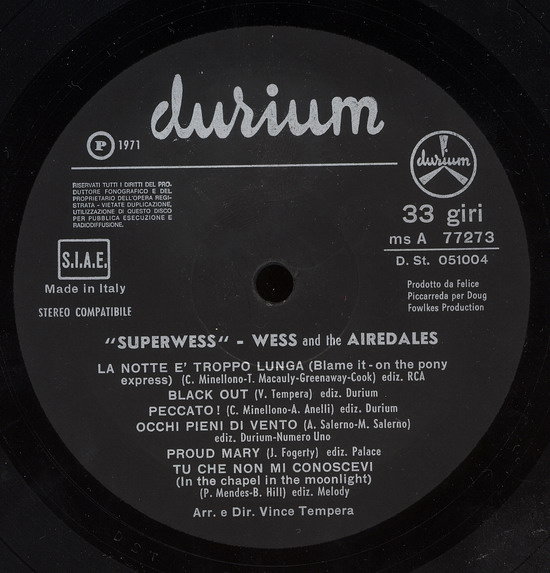 durium
P 1971
durium
RISERVATI TUTTI I DIRITTI DEL PRO-
DUTTORE FONOGRAFICO E DEL
PROPRIETARIO DELL'OPERA REGI-
STRATA - VIETATE DUPLICAZIONE,
UTILIZZAZIONE DI QUESTO DISCO
PER PUBBLICA ESECUZIONE E
RADIODIFFUSIONE.
33 giri
ms A 77273
D. St. 051004
S.I.A.E.
Made in Italy
STEREO COMPATIBILE
Prodotto da Felice
Piccarreda per Doug
Fowlkes Production
"SUPERWESS" - WESS and the AIREDALES
LA NOTTE E' TROPPO LUNGA (Blame it - on the pony
express) (C. Minellono-T. Macauly-Greenaway-Cook) ediz. RCA
BLACK OUT (V. Tempera) ediz. Durium
PECCATO! (C. Minellono-A. Anelli) ediz. Durium
OCCHI PIENI DI VENTO (A. Salerno-M. Salerno)
ediz. Durium-Numero Uno
PROUD MARY (J. Fogerty) ediz. Palace
TU CHE NON MI CONOSCEVI
(In the chapel in the moonlight)
(P. Mendes-B. Hill) ediz. Melody
Arr. e Dir. Vince Tempera